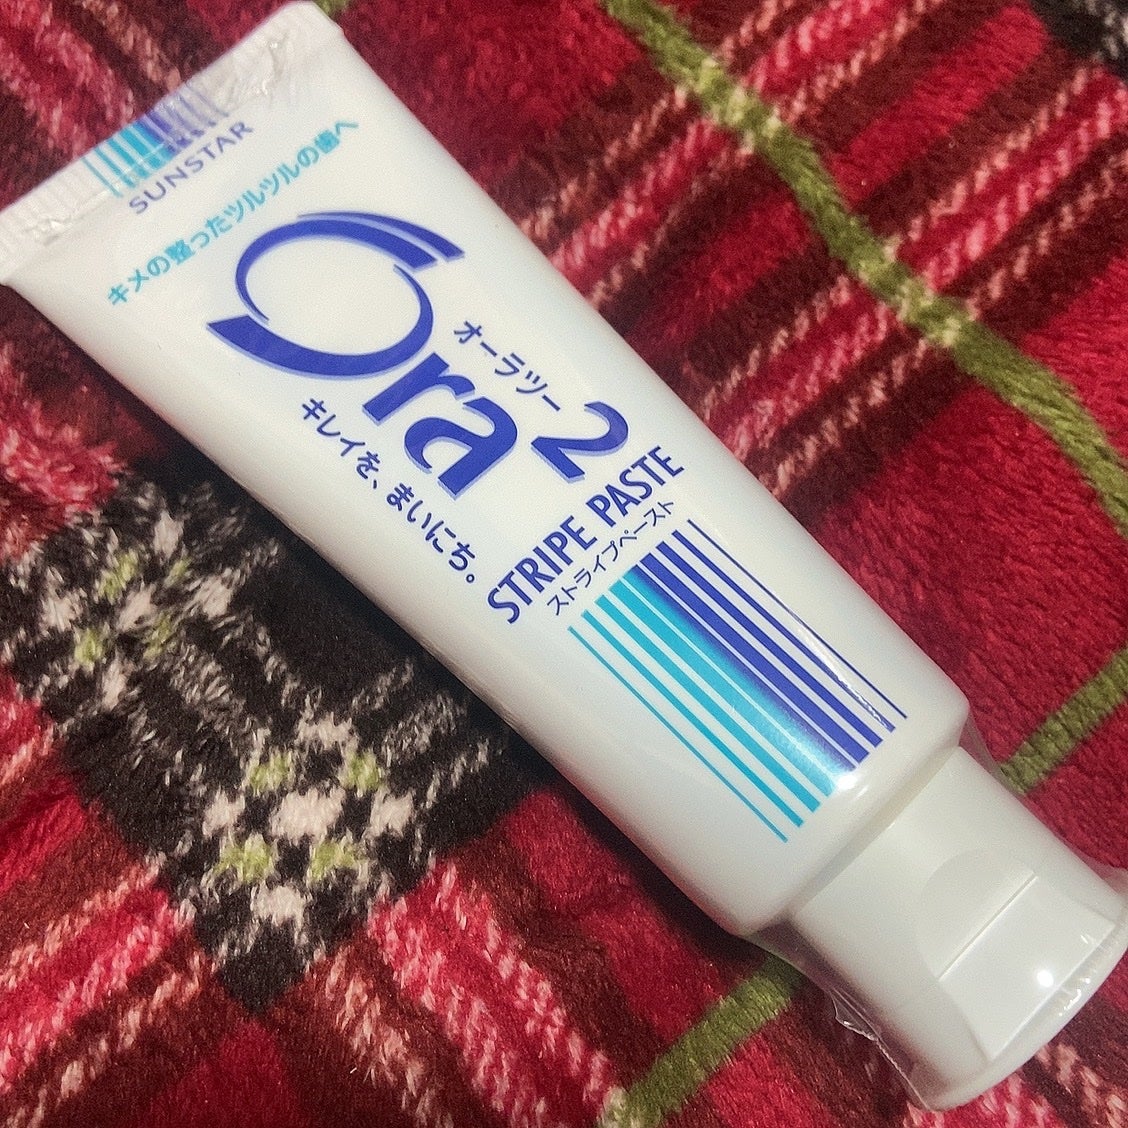 SUNSTAR
キメの整ったツルツルの歯へ
Ora2
オーラツー
キレイを、まいにち。
STRIPE PASTE
ストライプペースト